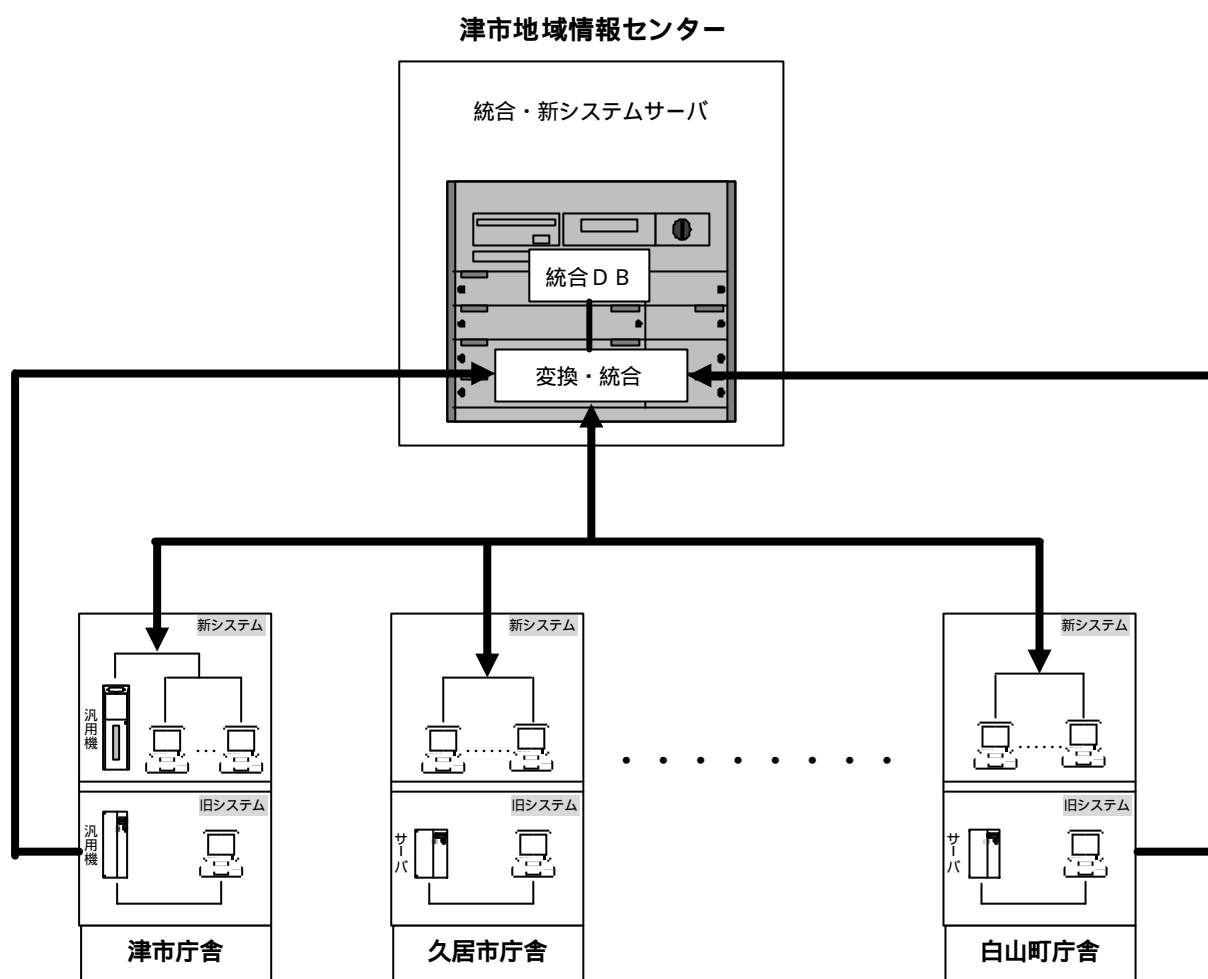 津市地域情報センター
統合・新システムサーバ
統合ＤＢ
変換・統合
新システム
汎用機
旧システム
汎用機
津市庁舎
新システム
旧システム
サーバ
久居市庁舎
新システム
旧システム
サーバ
白山町庁舎